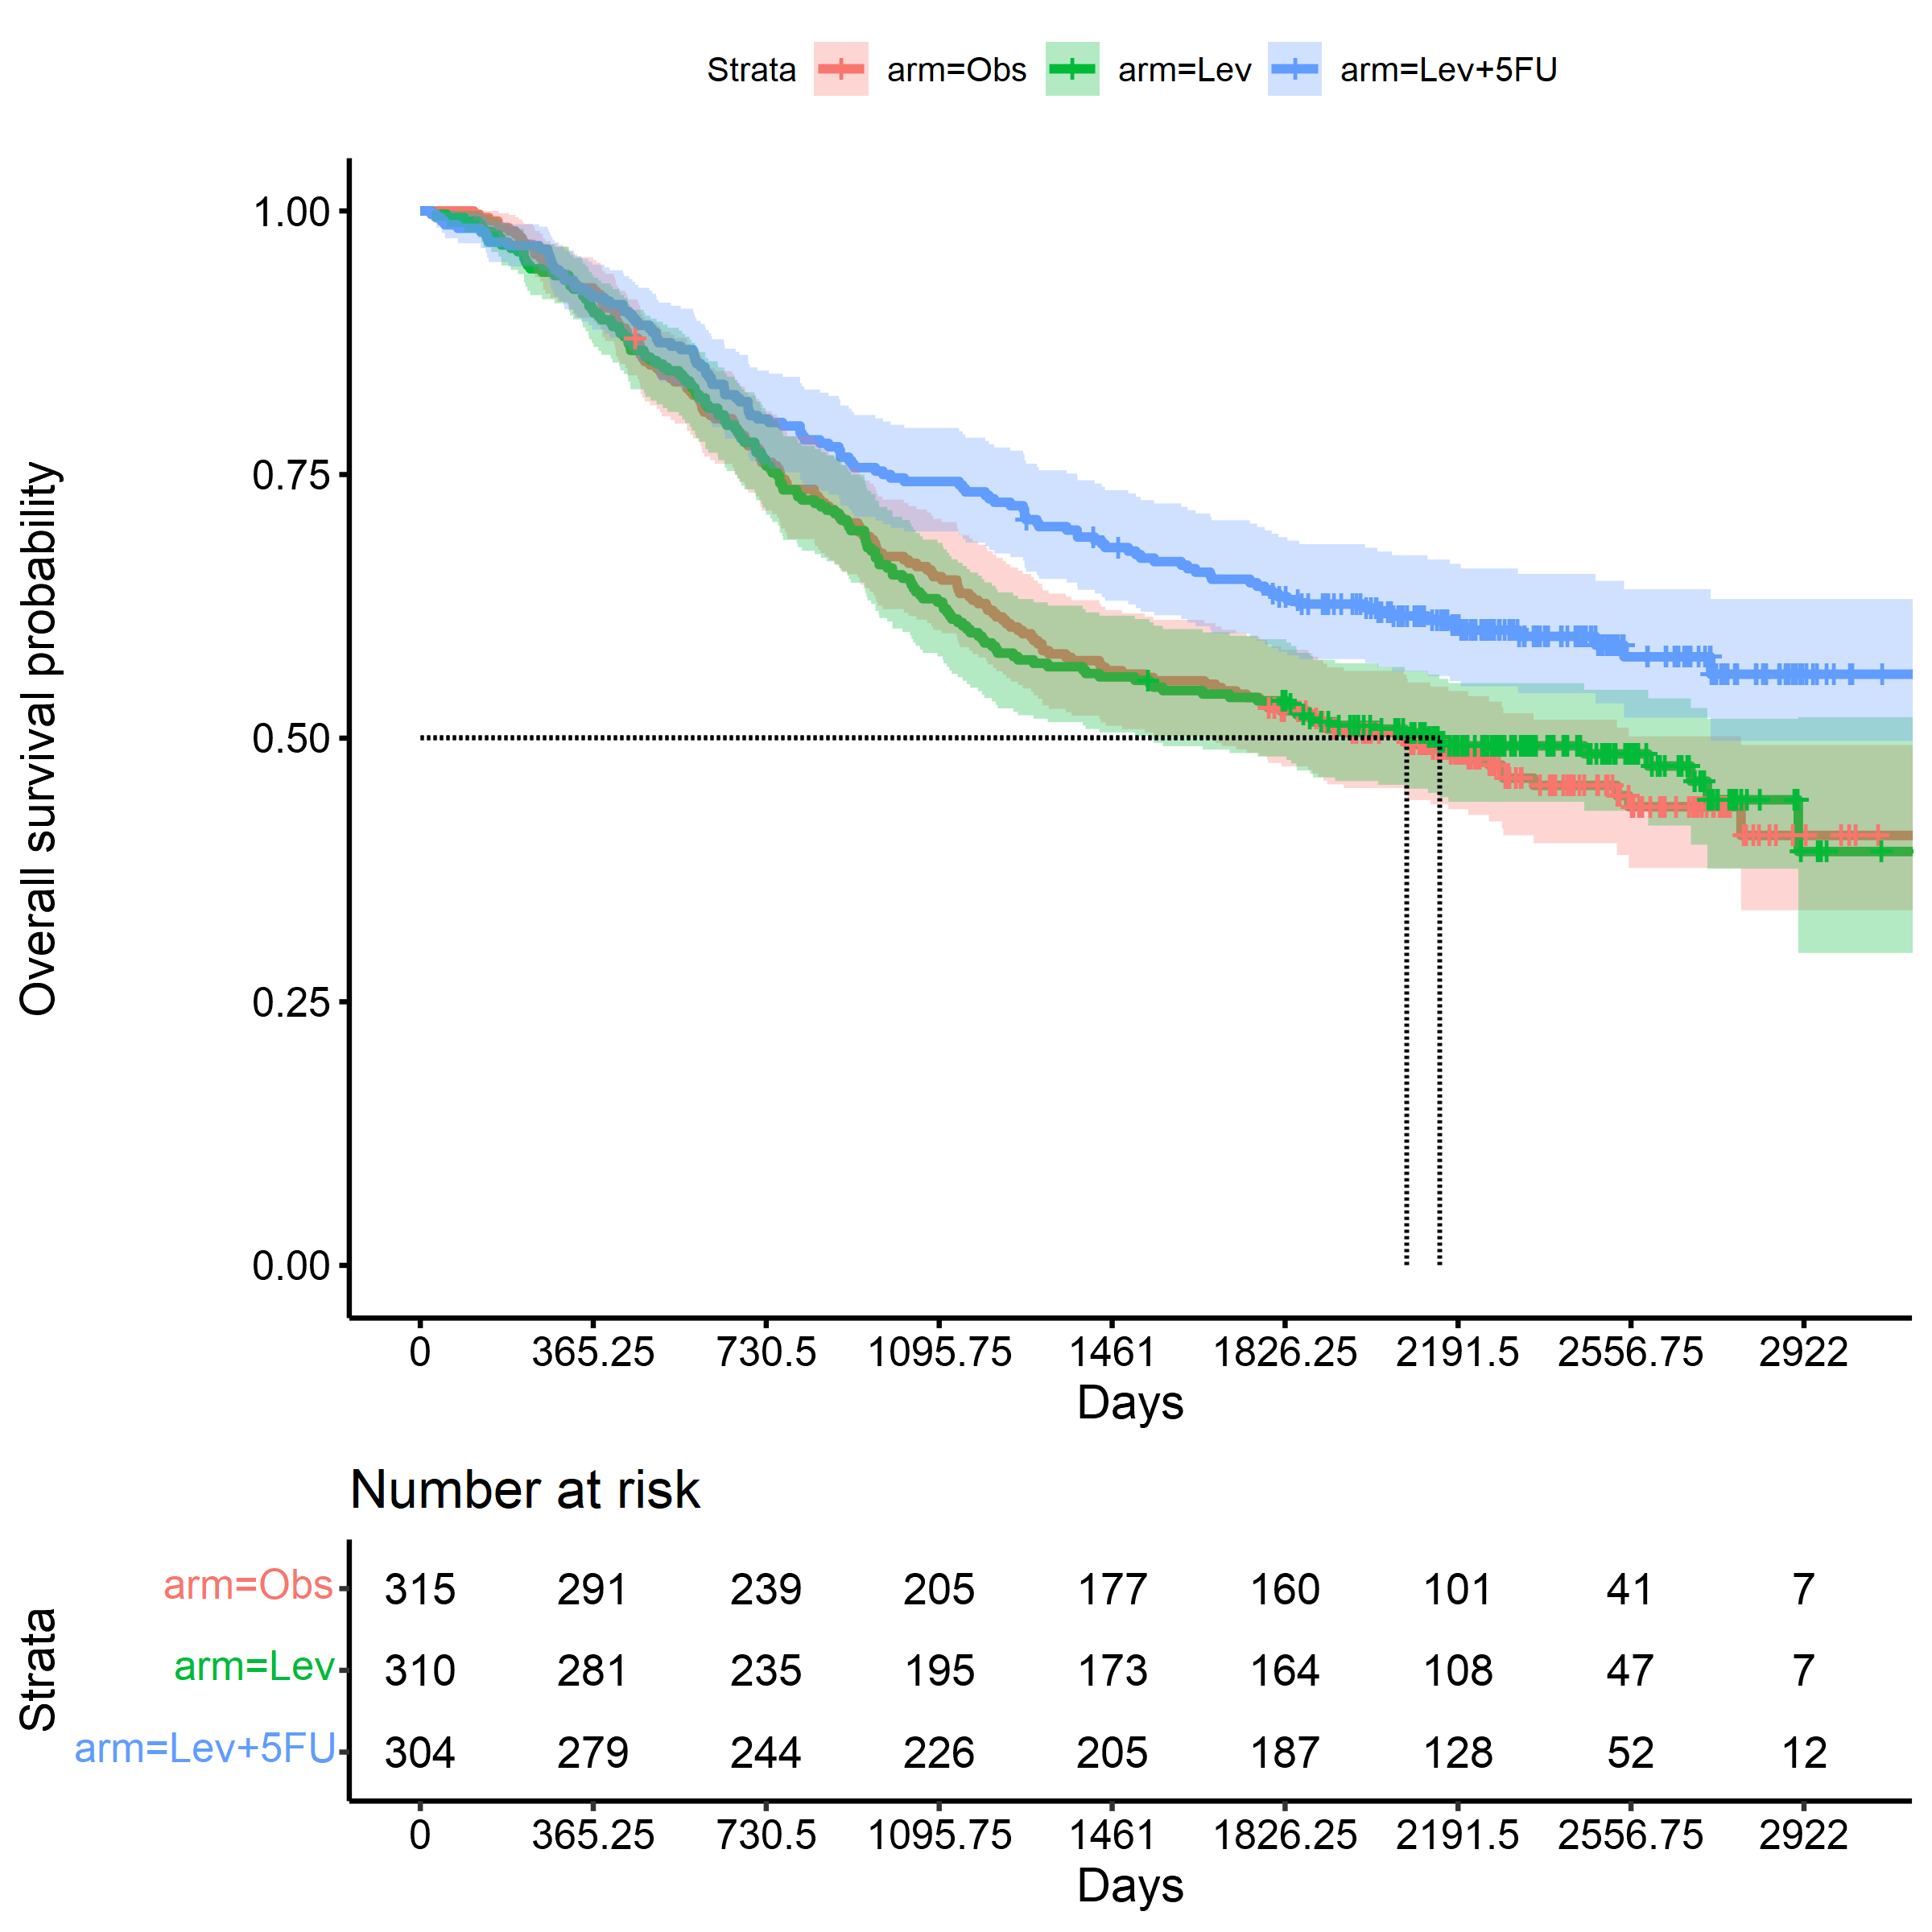 Strata arm=Obs arm=Lev arm=Lev+5FU
Overall survival probability
1.00
0.75
0.50
0.25
0.00
0 365.25 730.5 1095.75 1461 1826.25 2191.5 2556.75 2922
Days
Number at risk
Strata
arm=Obs 315 291 239 205 177 160 101 41 7
arm=Lev 310 281 235 195 173 164 108 47 7
arm=Lev+5FU 304 279 244 226 205 187 128 52 12
0 365.25 730.5 1095.75 1461 1826.25 2191.5 2556.75 2922
Days